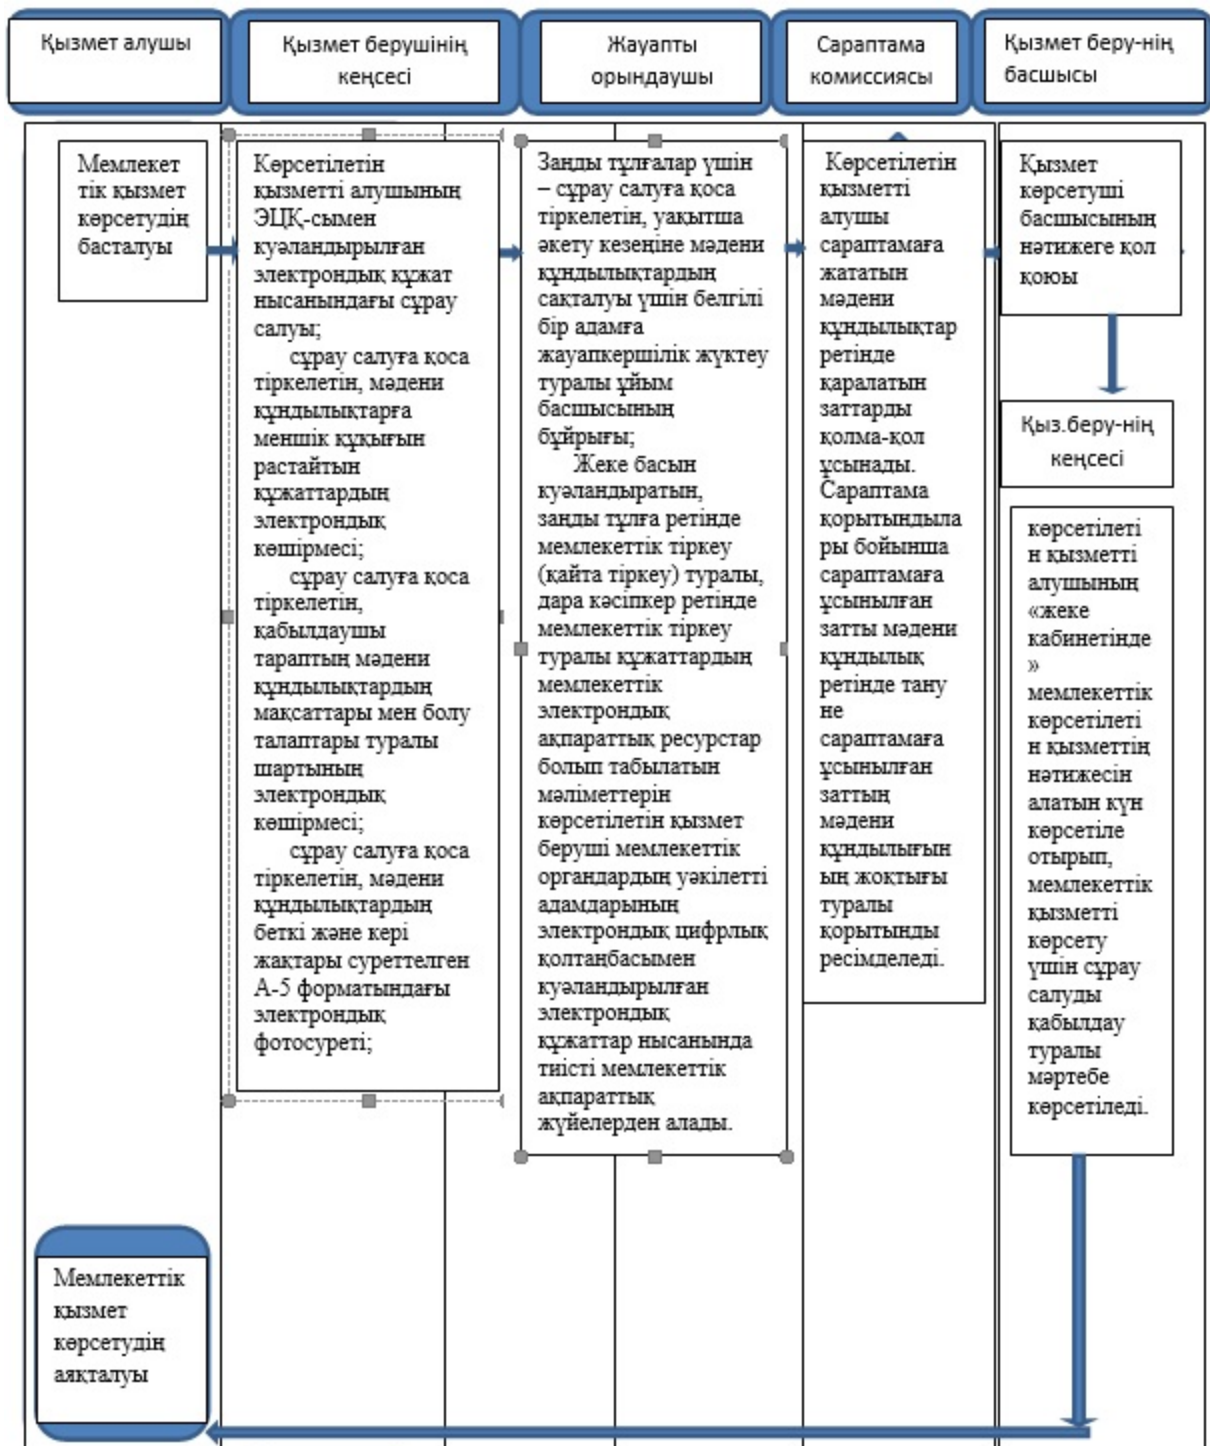 Қызмет алушы
Қызмет берушінің
кеңсесі
Жауапты
орындаушы
Сараптама
комиссиясы
Қызмет беру-нің
басшысы
Мемлекет
тік қызмет
көрсетудің
басталуы
Көрсетілетін
қызметті алушының
ЭЦҚ-сымен
куәландырылған
электрондық құжат
нысанындағы сұрау
салуы;
сұрау салуға қоса
тіркелетін, мәдени
құндылықтарға
меншік құқығын
растайтын
құжаттардың
электрондық
көшірмесі;
сұрау салуға қоса
тіркелетін,
қабылдаушы
тараптың мәдени
құндылықтардың
мақсаттары мен болу
талаптары туралы
шартының
электрондық
көшірмесі;
сұрау салуға қоса
тіркелетін, мәдени
құндылықтардың
беткі және кері
жақтары суреттелген
А-5 форматындағы
электрондық
фотосуреті;
Заңды тұлғалар үшін
– сұрау салуға қоса
тіркелетін, уақытша
әкету кезеңіне мәдени
құндылықтардың
сақталуы үшін белгілі
бір адамға
жауапкершілік жүктеу
туралы ұйым
басшысының
бұйрығы;
Жеке басын
куәландыратын,
заңды тұлға ретінде
мемлекеттік тіркеу
(қайта тіркеу) туралы,
дара кәсіпкер ретінде
мемлекеттік тіркеу
туралы құжаттардың
мемлекеттік
электрондық
ақпараттық ресурстар
болып табылатын
мәліметтерін
көрсетілетін қызмет
беруші мемлекеттік
органдардың уәкілетті
адамдарының
электрондық цифрлық
қолтаңбасымен
куәландырылған
электрондық
құжаттар нысанында
тиісті мемлекеттік
ақпараттық
жүйелерден алады.
Көрсетілетін
қызметті
алушы
сараптамаға
жататын
мәдени
құндылықтар
ретінде
қаралатын
заттарды
қолма-қол
ұсынады.
Сараптама
қорытындыла
ры бойынша
сараптамаға
ұсынылған
затты мәдени
құндылық
ретінде тану
не
сараптамаға
ұсынылған
заттың
мәдени
құндылығын
ың жоқтығы
туралы
қорытынды
ресімделеді.
Қызмет
көрсетуші
басшысының
нәтижеге қол
қоюы
Қыз.беру-нің
кеңсесі
көрсетілеті
н қызметті
алушының
«жеке
кабинетінде
»
мемлекеттік
көрсетілеті
н қызметтің
нәтижесін
алатын күн
көрсетіле
отырып,
мемлекеттік
қызметті
көрсету
үшін сұрау
салуды
қабылдау
туралы
мәртебе
көрсетіледі.
Мемлекеттік
қызмет
көрсетудің
аяқталуы